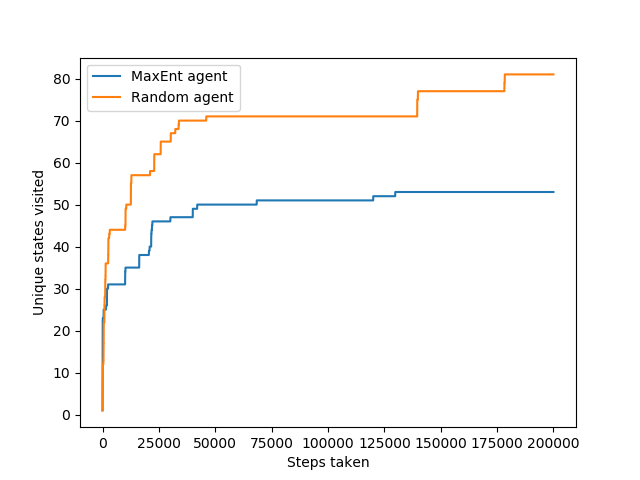 MaxEnt agent
Random agent
80
70
60
50
40
30
20
10
0
Unique states visited
0 25000 50000 75000 100000 125000 150000 175000 200000
Steps taken